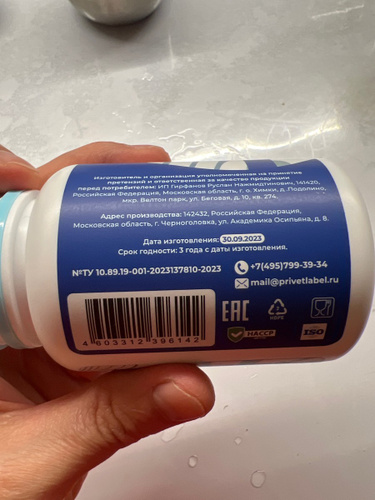 Изготовитель и организация уполномоченная на принятие
претензий и ответственная за качество продукции
перед потребителем: ИП Гирфанов Руслан Нажмитдинович, 141420,
Российская Федерация, Московская область, г. о. Химки, д. Подолино,
мкр. Велтон парк, ул, Беговая, д. 10, кв. 274.
Адрес производства: 142432, Российская Федерация,
Московская область, г. Черноголовка, ул. Академика Осипьяна, д. 8.
Дата изготовления: 30.09.2023
Срок годности: 3 года с даты изготовления.
№ТУ 10.89.19-001-2023137810-2023
+7(495)799-39-34
mail@privetlabel.ru
4 603312 396142
EAC
HDPE
HACCP
ISO